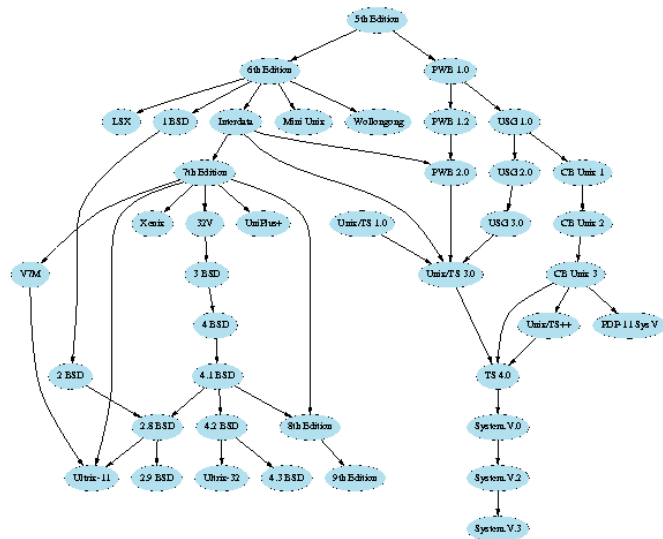 5th Edition
6th Edition
PWB 1.0
LSX
1 BSD
Interdata
Mini Unix
Wollongong
PWB 1.2
USG 1.0
7th Edition
PWB 2.0
USG 2.0
CB Unix 1
Xenix
32V
UniPlus+
Unix/TS 1.0
USG 3.0
CB Unix 2
V7M
3 BSD
Unix/TS 3.0
CB Unix 3
4 BSD
Unix/TS++
PDP-11 Sys V
2 BSD
4.1 BSD
TS 4.0
2.8 BSD
4.2 BSD
8th Edition
System V.0
Ultrix-11
2.9 BSD
Ultrix-32
4.3 BSD
9th Edition
System V.2
System V.3